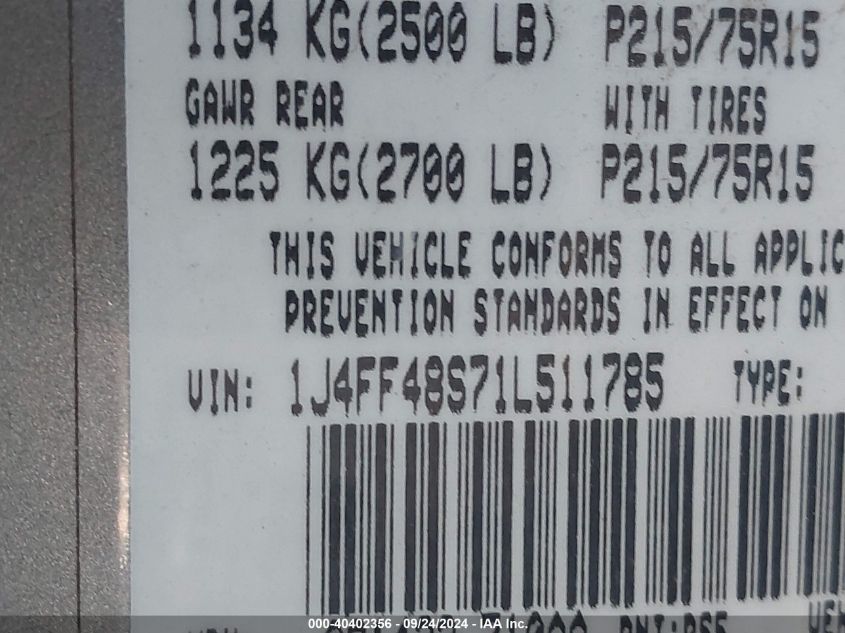 1134 KG(2500 LB) P215/75R15
GAWR REAR WITH TIRES
1225 KG(2700 LB) P215/75R15
THIS VEHICLE CONFORMS TO ALL APPLIC
PREVENTION STANDARDS IN EFFECT ON
VIN: 1J4FF48S71L511785 TYPE:
000-40402356 - 09/24/2024 - IAA Inc.